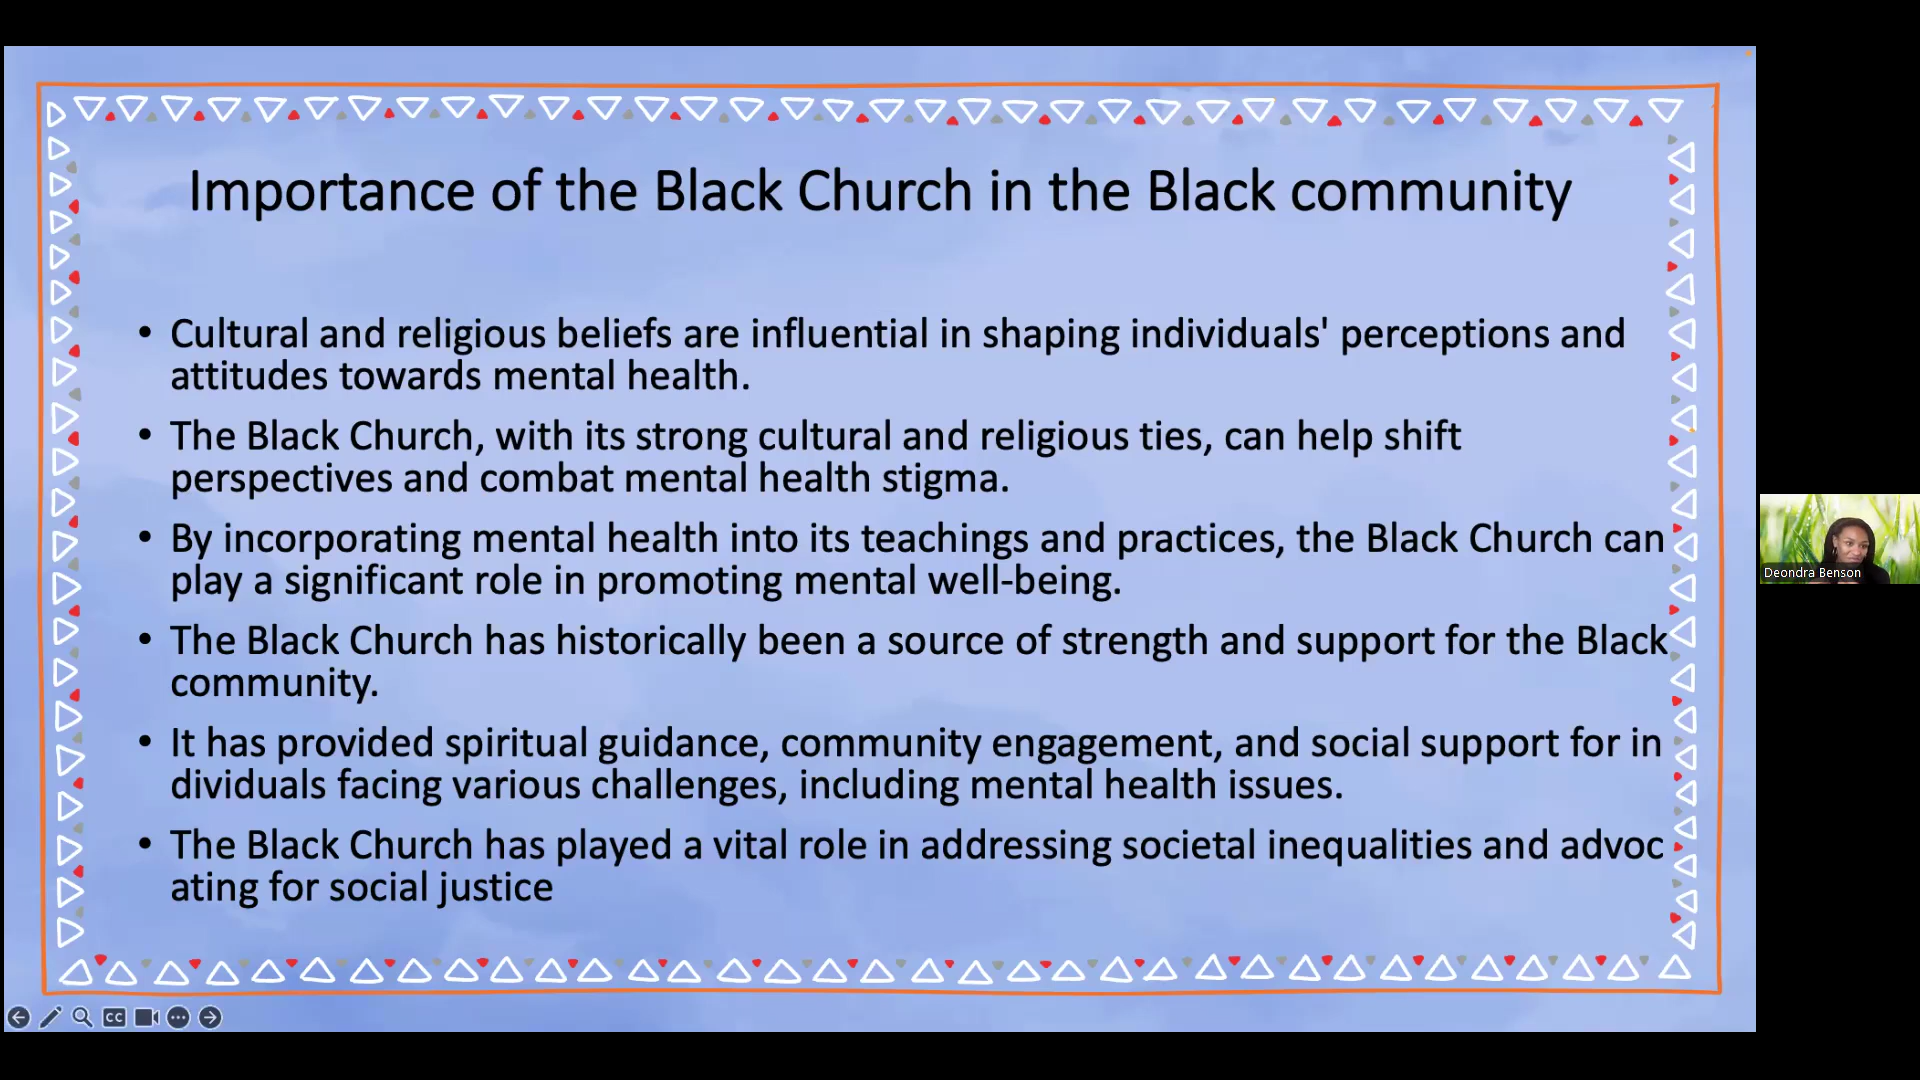 Importance of the Black Church in the Black community
• Cultural and religious beliefs are influential in shaping individuals' perceptions and
attitudes towards mental health.
• The Black Church, with its strong cultural and religious ties, can help shift
perspectives and combat mental health stigma.
• By incorporating mental health into its teachings and practices, the Black Church can
play a significant role in promoting mental well-being.
• The Black Church has historically been a source of strength and support for the Black
community.
• It has provided spiritual guidance, community engagement, and social support for in
dividuals facing various challenges, including mental health issues.
• The Black Church has played a vital role in addressing societal inequalities and advoc
ating for social justice
Deondra Benson
CC